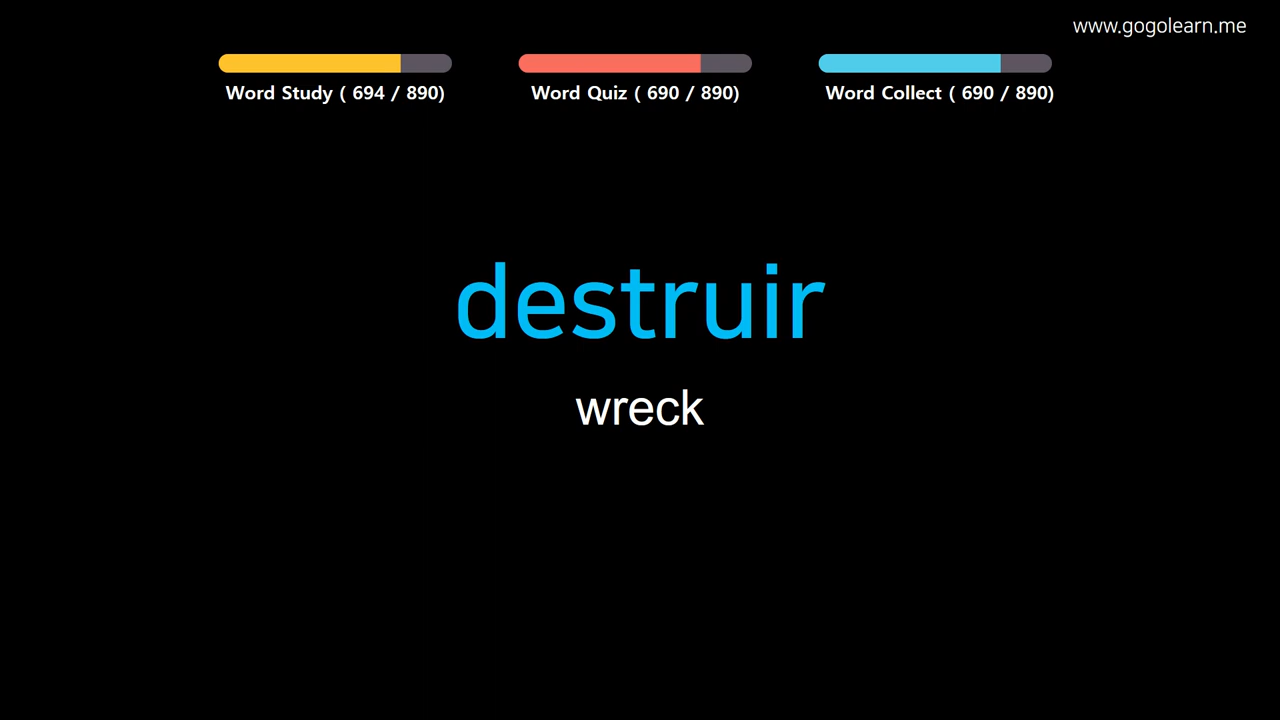 www.gogolearn.me
Word Study ( 694 / 890)
Word Quiz ( 690 / 890)
Word Collect ( 690 / 890)
destruir
wreck